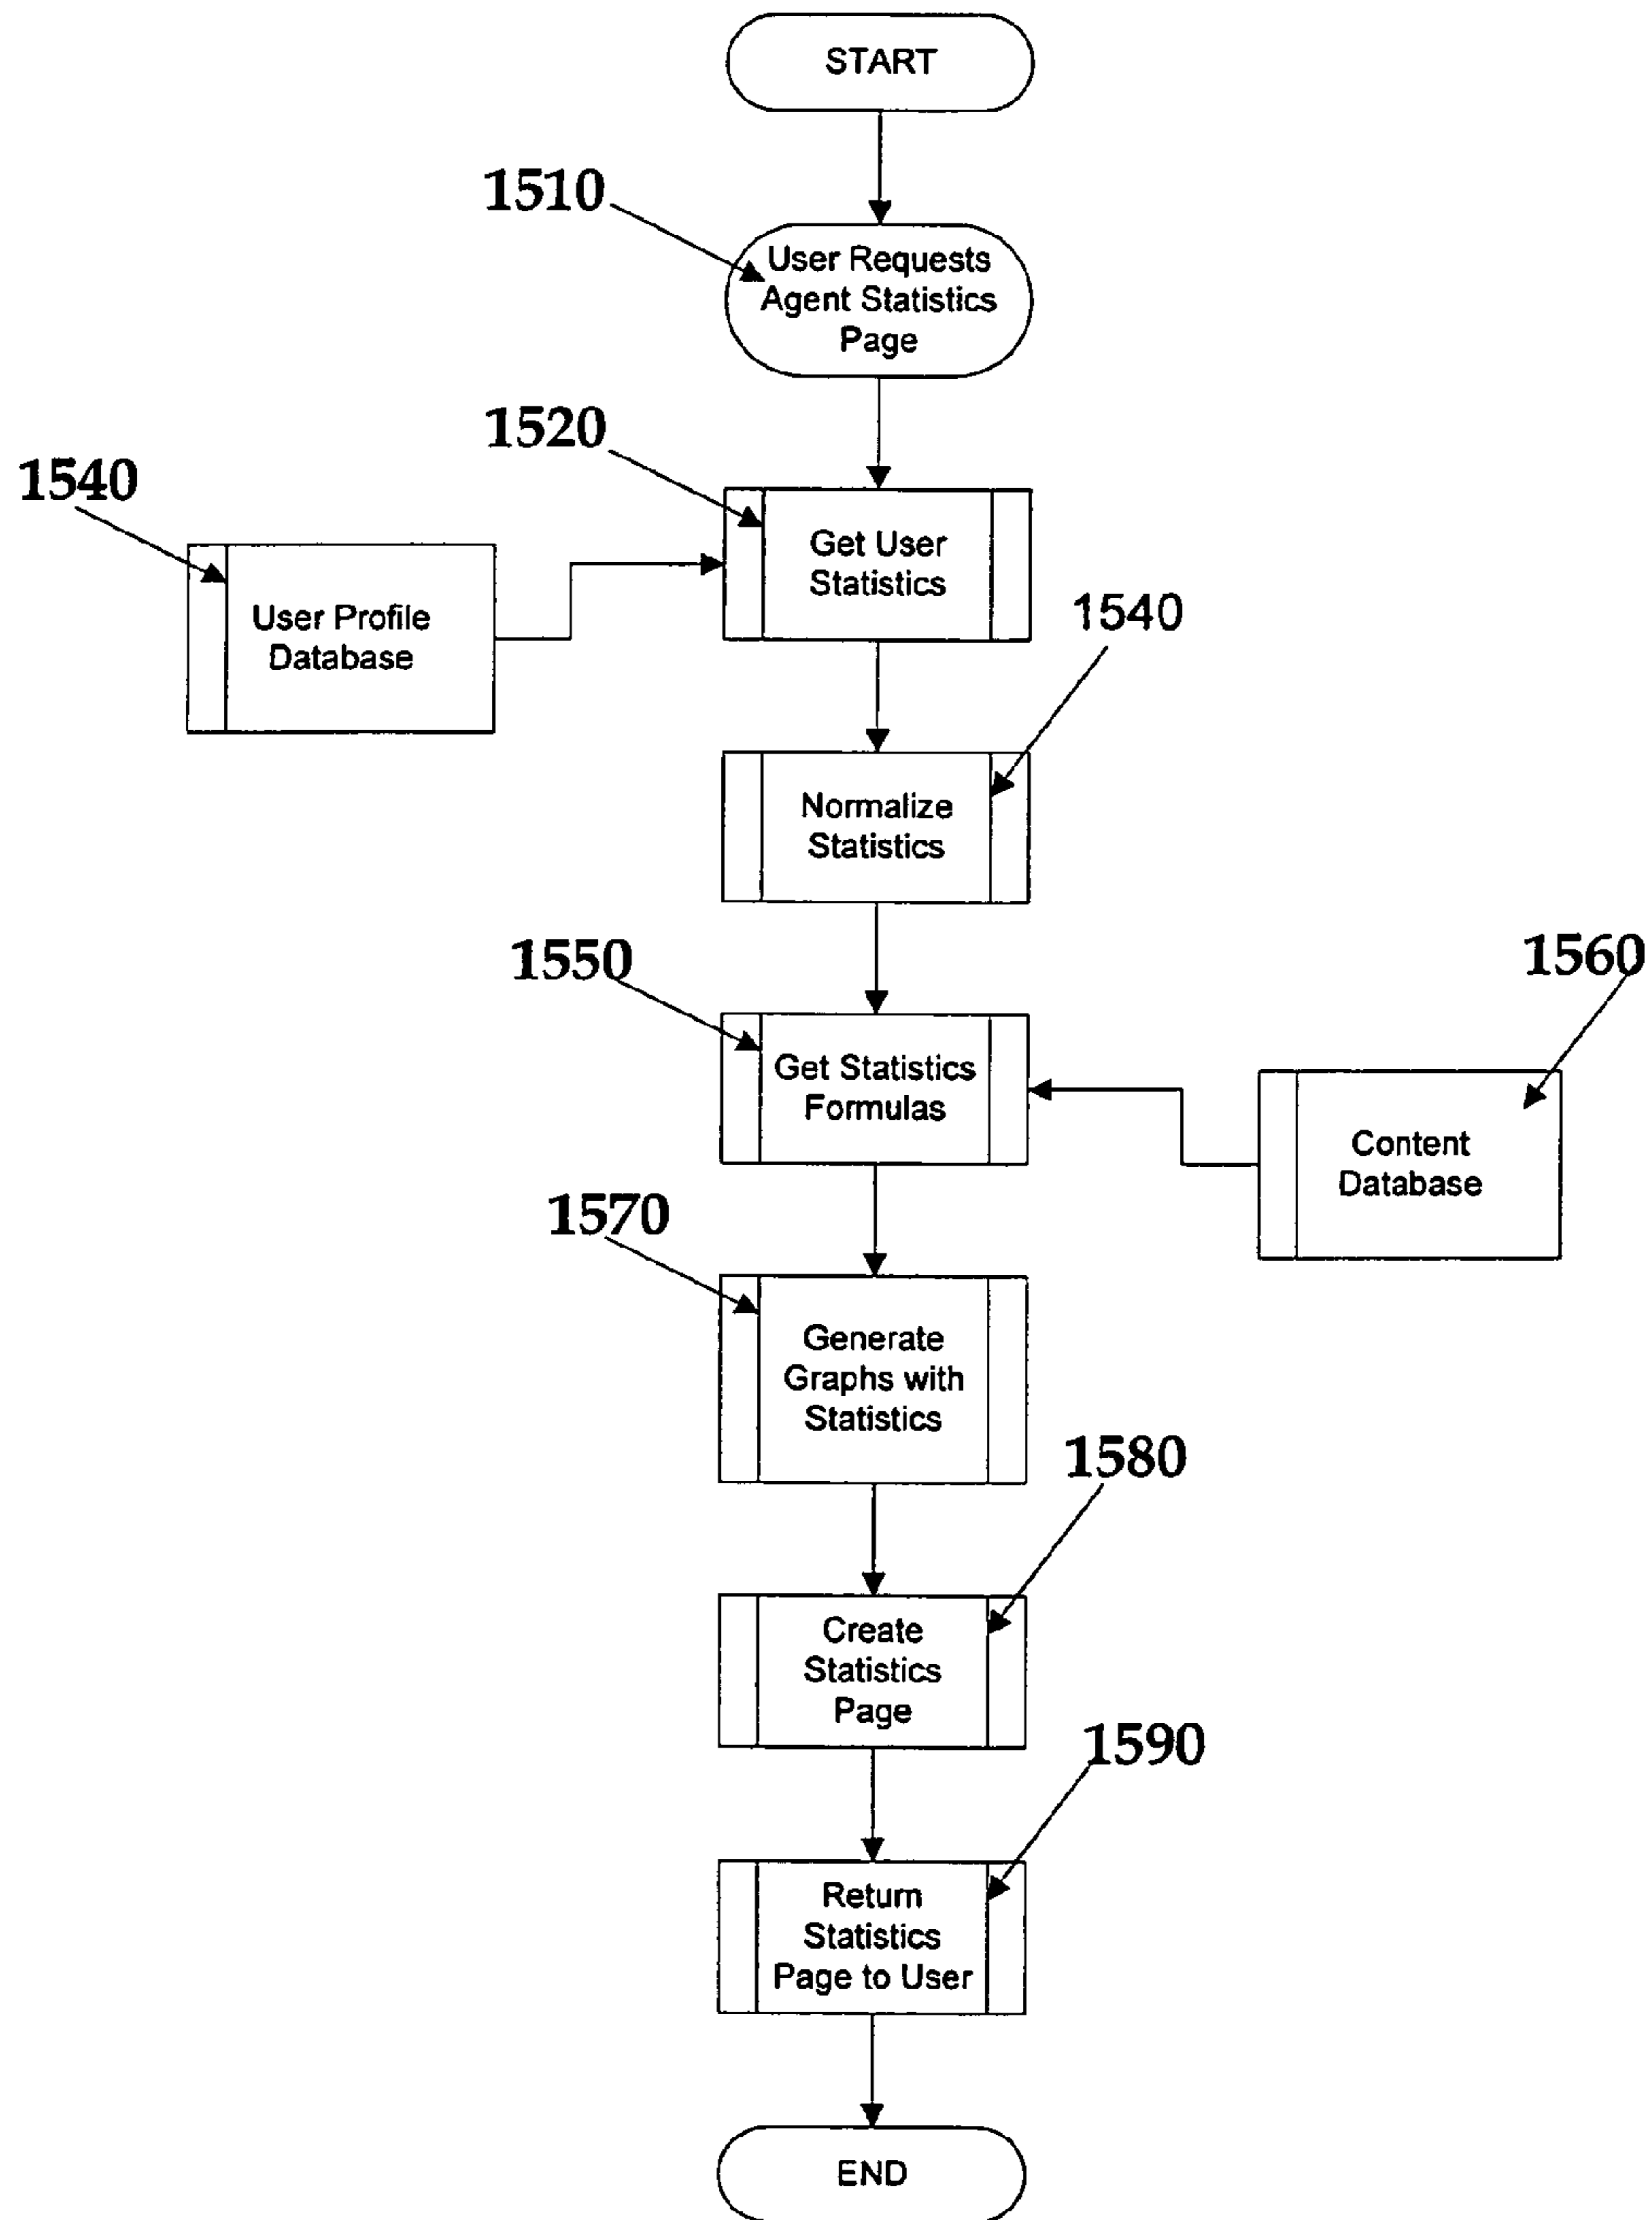 START
1510
User Requests
Agent Statistics
Page
1520
1540
Get User
Statistics
User Profile
Database
1540
Normalize
Statistics
1550
1560
Get Statistics
Formulas
Content
Database
1570
Generate
Graphs with
Statistics
1580
Create
Statistics
Page
1590
Return
Statistics
Page to User
END